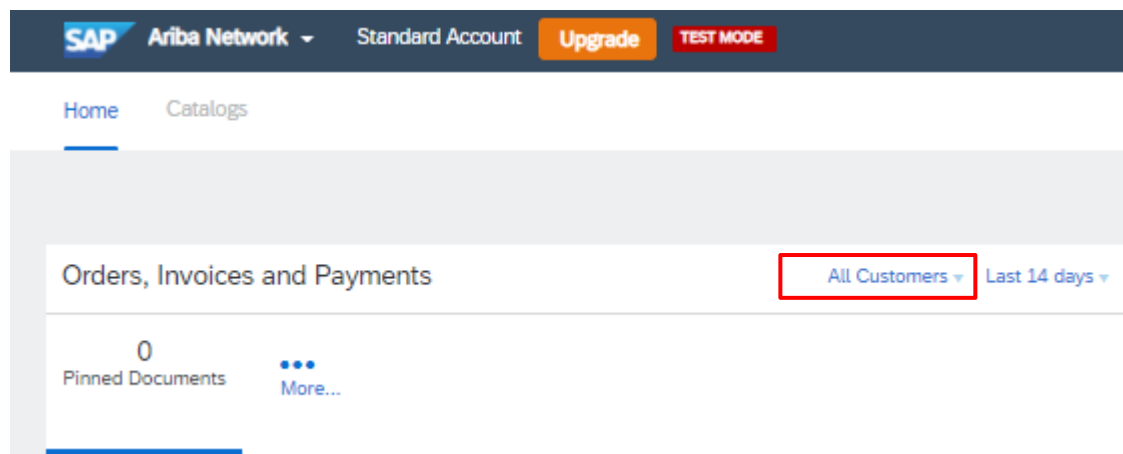 SAP Ariba Network Standard Account Upgrade TEST MODE
Home Catalogs
Orders, Invoices and Payments All Customers Last 14 days
0
Pinned Documents
More...